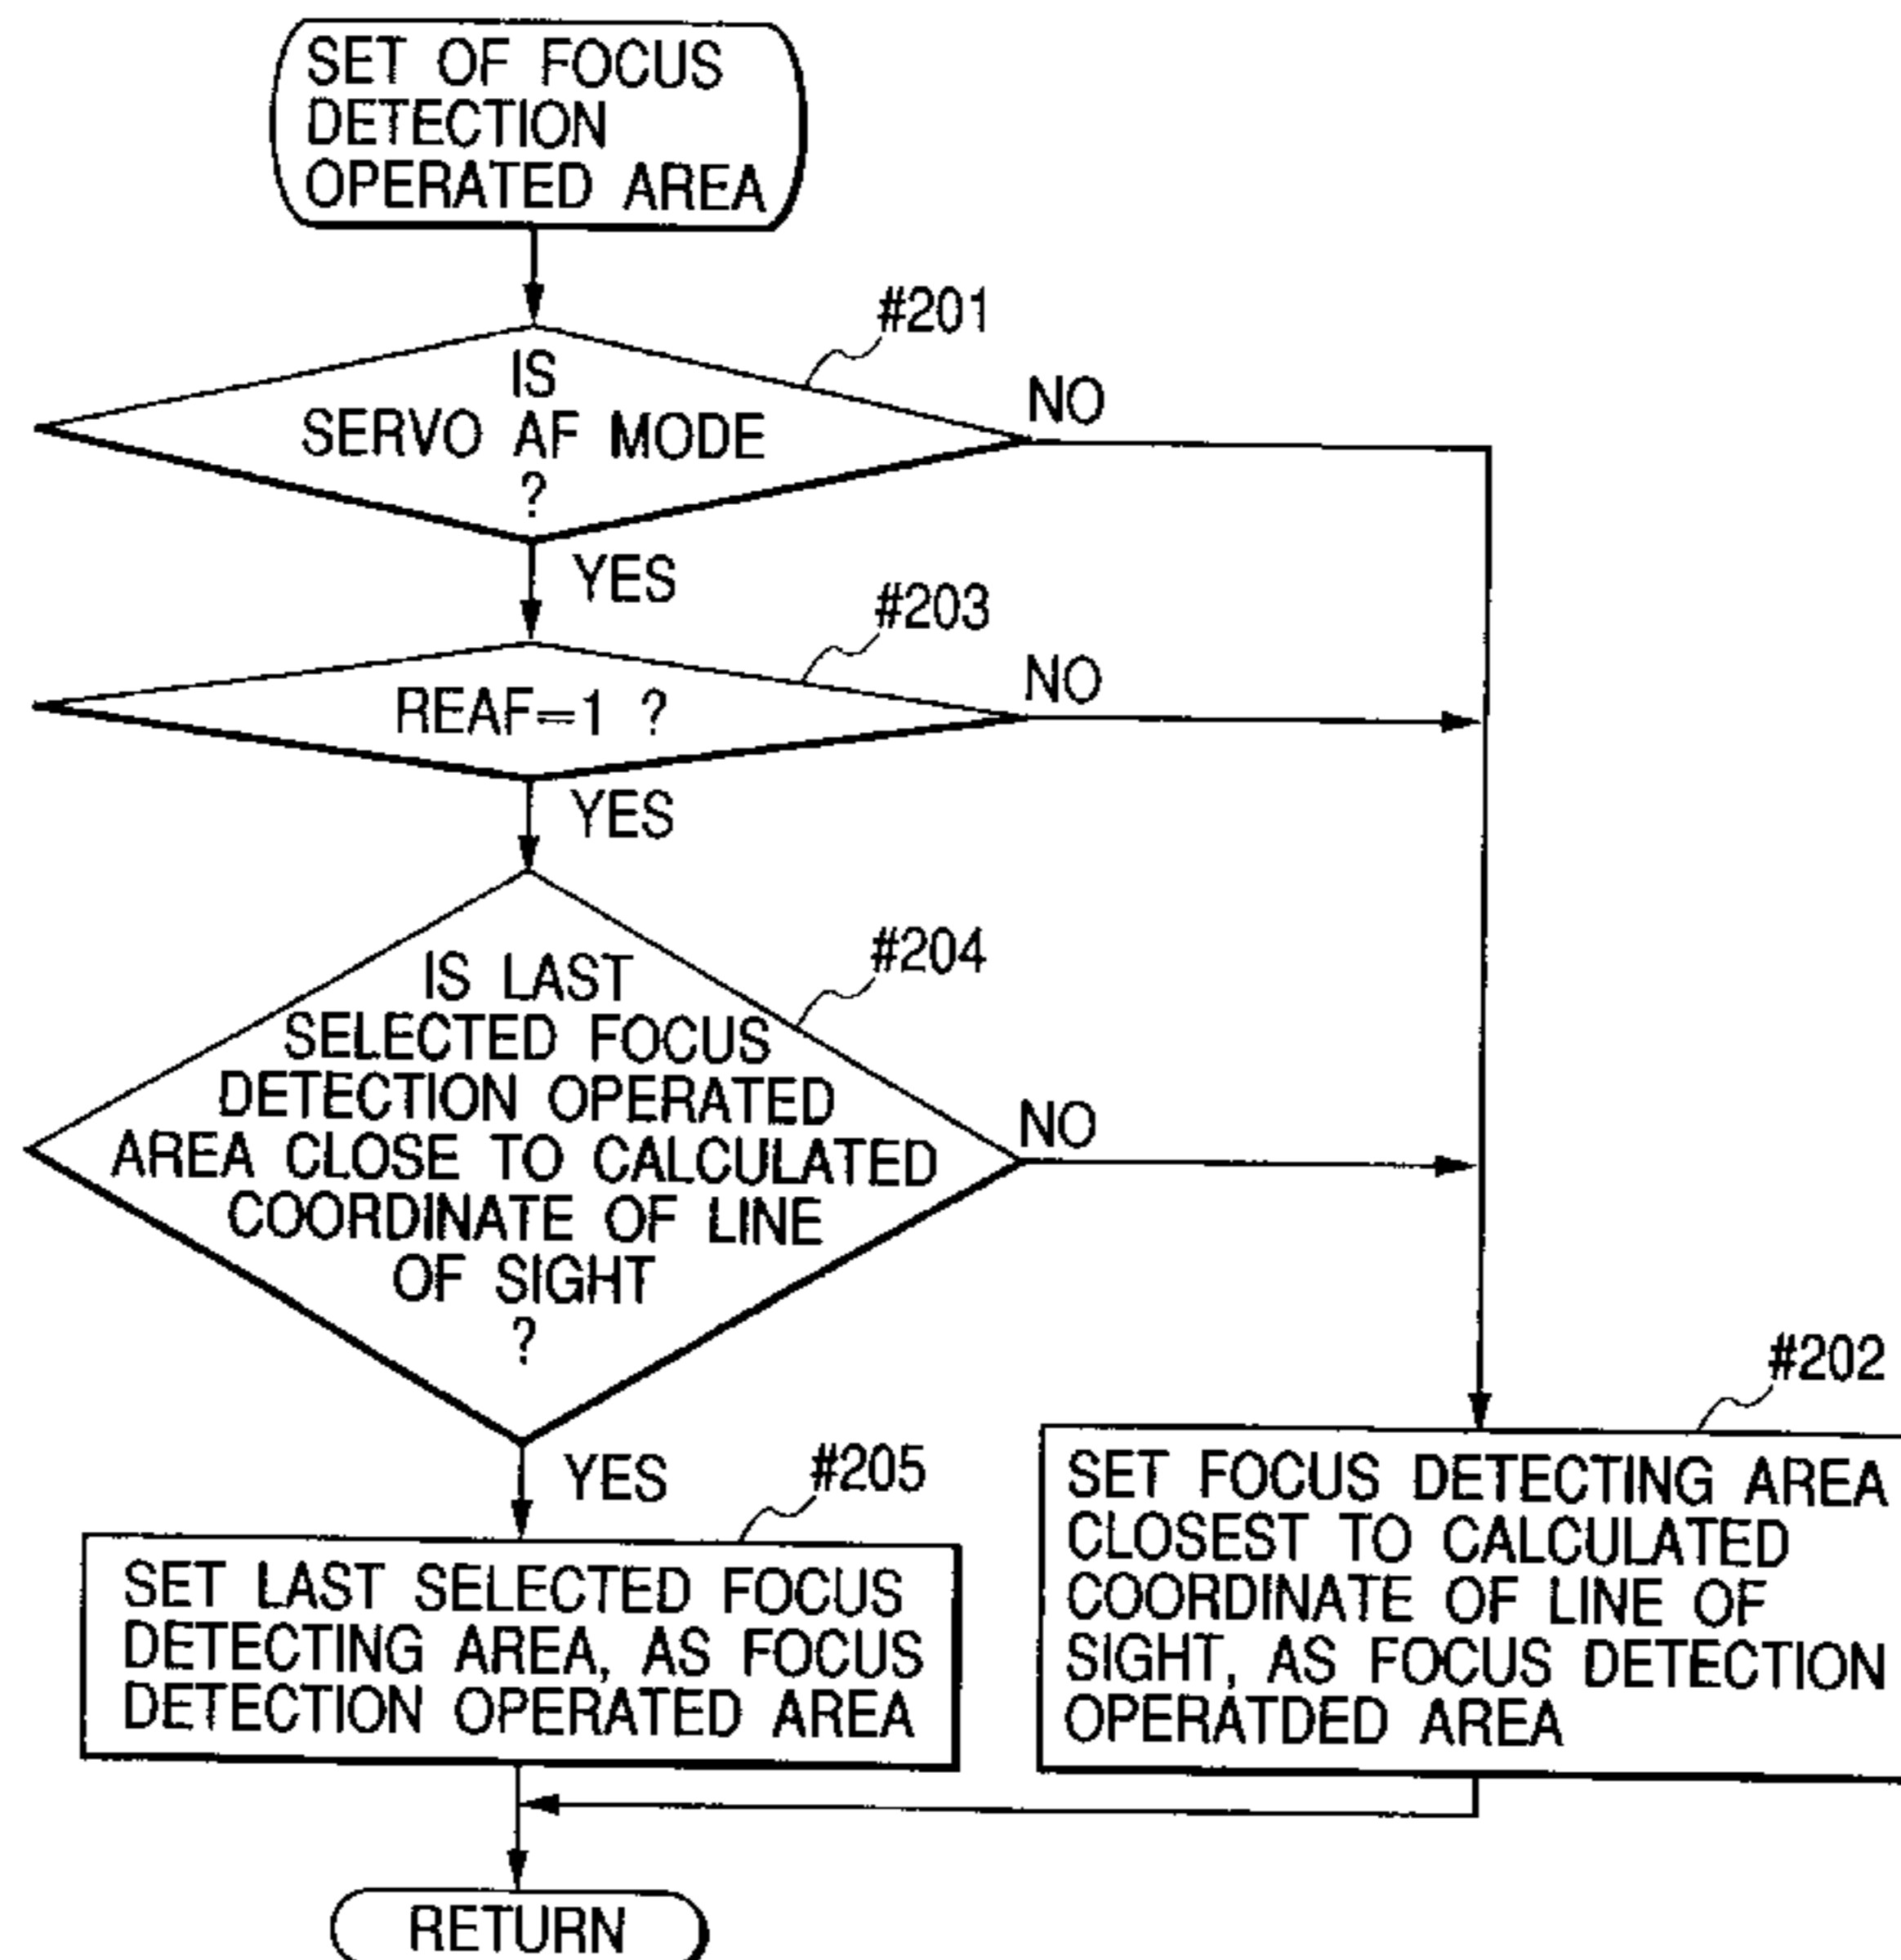 SET OF FOCUS
DETECTION
OPERATED AREA
#201
IS
SERVO AF MODE
?
NO
YES
#203
REAF=1 ?
NO
YES
#204
IS LAST
SELECTED FOCUS
DETECTION OPERATED
AREA CLOSE TO CALCULATED
COORDINATE OF LINE
OF SIGHT
?
NO
YES
#205
SET LAST SELECTED FOCUS
DETECTING AREA, AS FOCUS
DETECTION OPERATED AREA
#202
SET FOCUS DETECTING AREA
CLOSEST TO CALCULATED
COORDINATE OF LINE OF
SIGHT, AS FOCUS DETECTION
OPERATDED AREA
RETURN